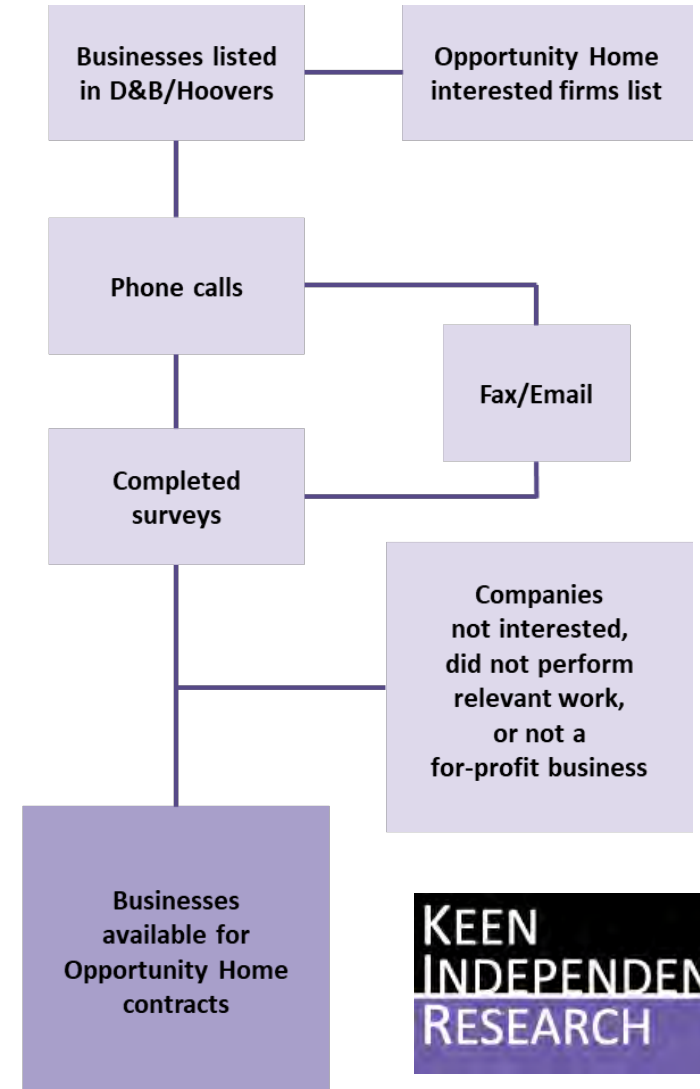 Businesses listed
in D&B/Hoovers
Opportunity Home
interested firms list
Phone calls
Fax/Email
Completed
surveys
Companies
not interested,
did not perform
relevant work,
or not a
for-profit business
Businesses
available for
Opportunity Home
contracts
KEEN
INDEPENDEN
RESEARCH